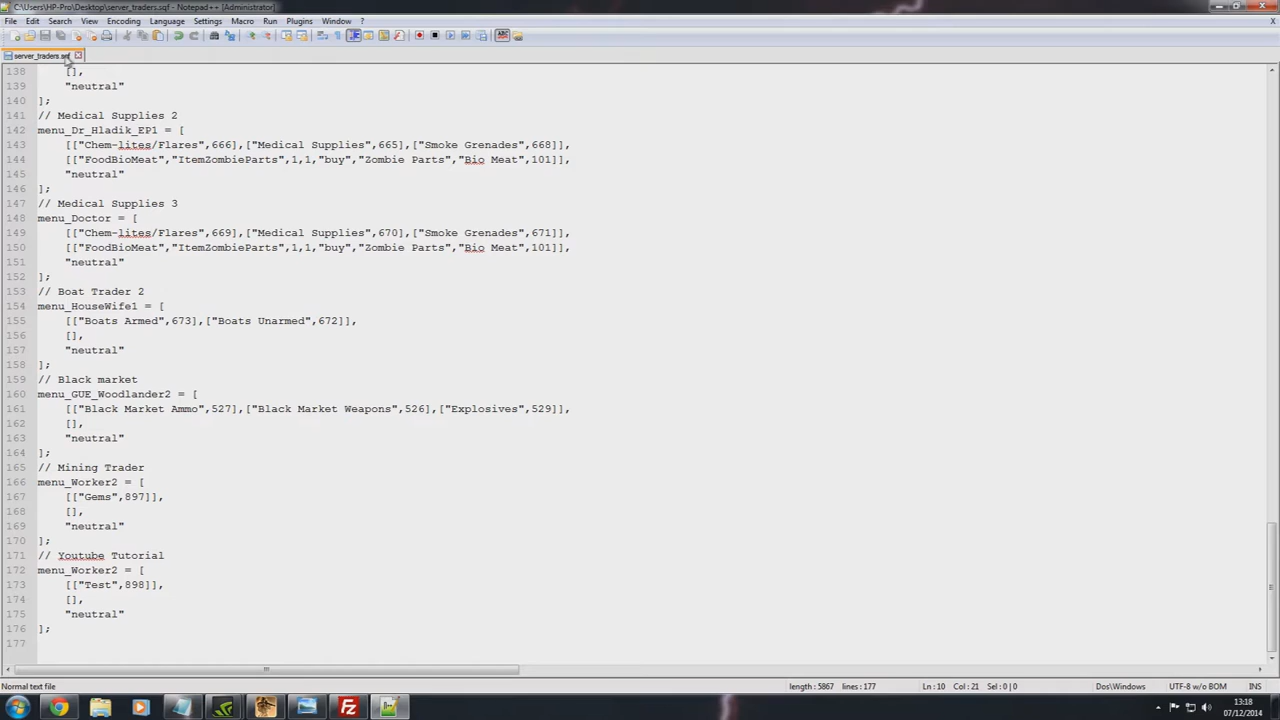 C:\Users\HP-Pro\Desktop\server_traders.sqf - Notepad++ [Administrator]
File Edit Search View Encoding Language Settings Macro Run Plugins Window ?
server_traders.sqf
138 [],
139 "neutral"
140 ];
141 // Medical Supplies 2
142 menu_Dr_Hladik_EP1 = [
143 [["Chem-lites/Flares",666],["Medical Supplies",665],["Smoke Grenades",668]],
144 [["FoodBioMeat","ItemZombieParts",1,1,"buy","Zombie Parts","Bio Meat",101]],
145 "neutral"
146 ];
147 // Medical Supplies 3
148 menu_Doctor = [
149 [["Chem-lites/Flares",669],["Medical Supplies",670],["Smoke Grenades",671]],
150 [["FoodBioMeat","ItemZombieParts",1,1,"buy","Zombie Parts","Bio Meat",101]],
151 "neutral"
152 ];
153 // Boat Trader 2
154 menu_HouseWife1 = [
155 [["Boats Armed",673],["Boats Unarmed",672]],
156 [],
157 "neutral"
158 ];
159 // Black market
160 menu_GUE_Woodlander2 = [
161 [["Black Market Ammo",527],["Black Market Weapons",526],["Explosives",529]],
162 [],
163 "neutral"
164 ];
165 // Mining Trader
166 menu_Worker2 = [
167 [["Gems",897]],
168 [],
169 "neutral"
170 ];
171 // Youtube Tutorial
172 menu_Worker2 = [
173 [["Test",898]],
174 [],
175 "neutral"
176 ];
177
Normal text file length : 5867 lines : 177 Ln : 10 Col : 21 Sel : 0 | 0 Dos\Windows UTF-8 w/o BOM INS
13:18
07/12/2014